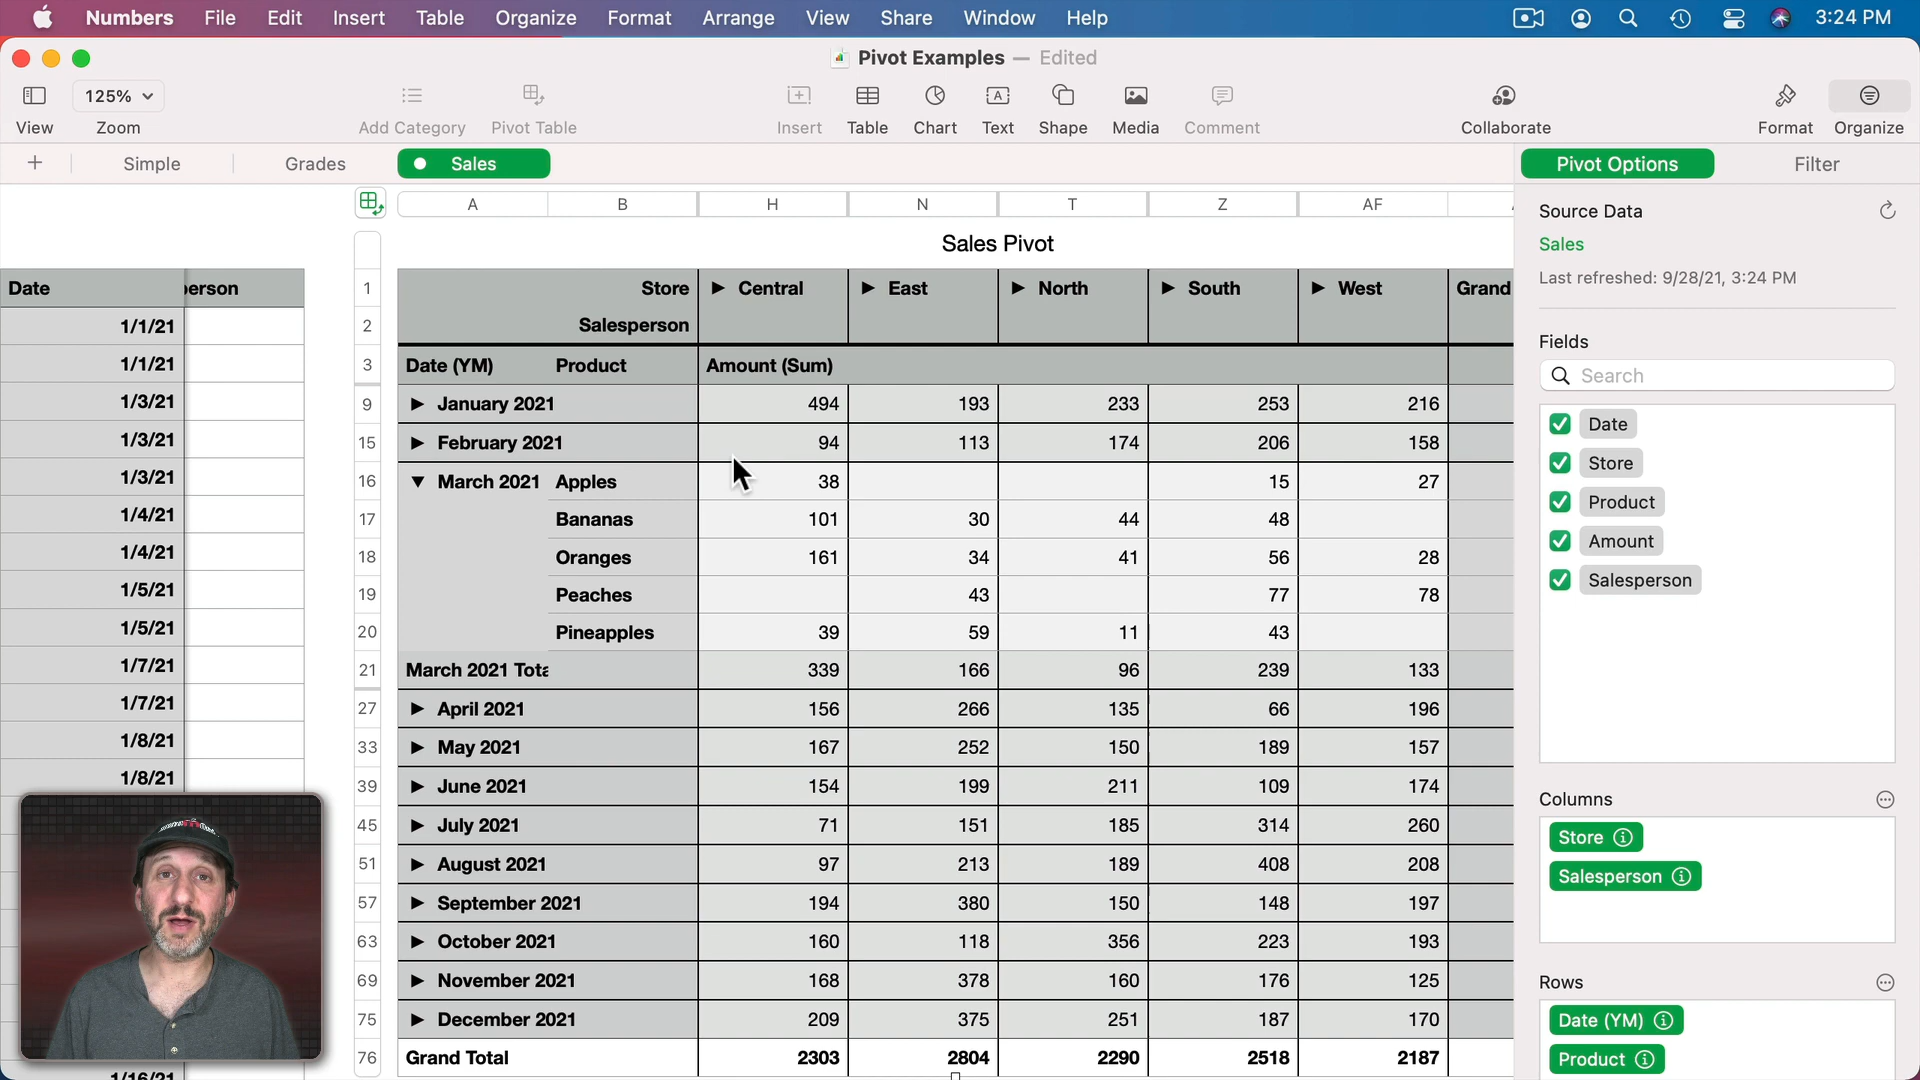 Numbers File Edit Insert Table Organize Format Arrange View Share Window Help 3:24 PM
Pivot Examples — Edited
125%
View Zoom Add Category Pivot Table Insert Table Chart Text Shape Media Comment Collaborate Format Organize
+ Simple Grades Sales Pivot Options Filter
A B H N T Z AF
Sales Pivot
Date erson
1/1/21
1/1/21
1/3/21
1/3/21
1/3/21
1/4/21
1/4/21
1/5/21
1/5/21
1/7/21
1/7/21
1/8/21
1/8/21
1/16/21
1 Store Central East North South West Grand
2 Salesperson
3 Date (YM) Product Amount (Sum)
9 January 2021 494 193 233 253 216
15 February 2021 94 113 174 206 158
16 March 2021 Apples 38 15 27
17 Bananas 101 30 44 48
18 Oranges 161 34 41 56 28
19 Peaches 43 77 78
20 Pineapples 39 59 11 43
21 March 2021 Tota 339 166 96 239 133
27 April 2021 156 266 135 66 196
33 May 2021 167 252 150 189 157
39 June 2021 154 199 211 109 174
45 July 2021 71 151 185 314 260
51 August 2021 97 213 189 408 208
57 September 2021 194 380 150 148 197
63 October 2021 160 118 356 223 193
69 November 2021 168 378 160 176 125
75 December 2021 209 375 251 187 170
76 Grand Total 2303 2804 2290 2518 2187
Source Data
Sales
Last refreshed: 9/28/21, 3:24 PM
Fields
Search
Date
Store
Product
Amount
Salesperson
Columns
Store
Salesperson
Rows
Date (YM)
Product